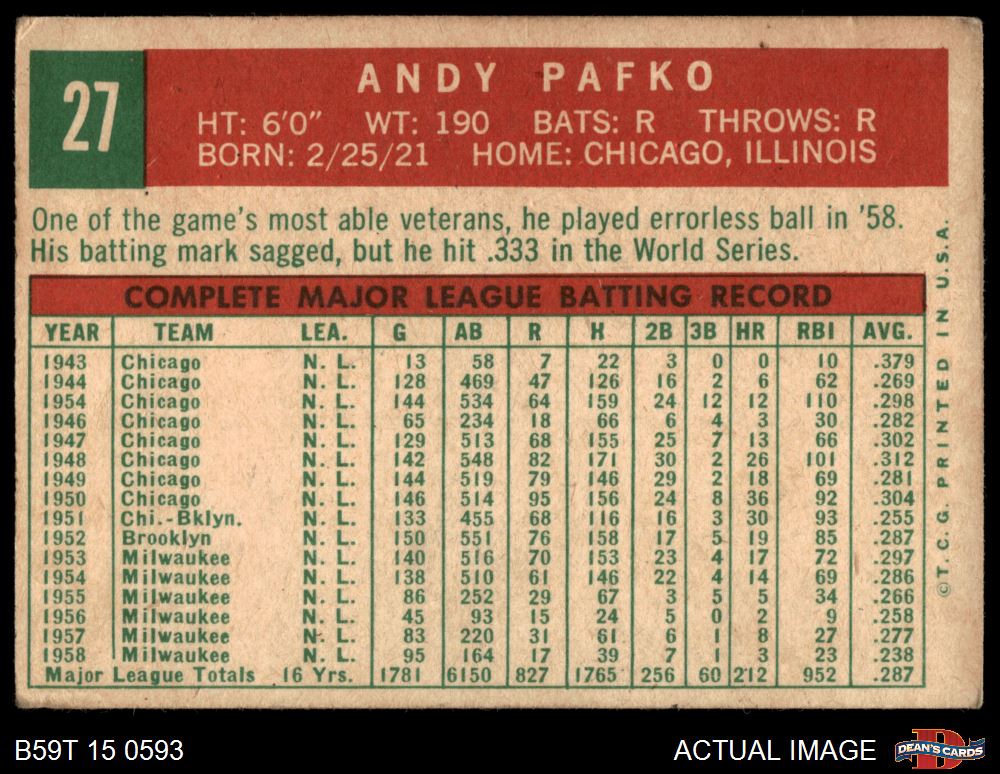 27
ANDY PAFKO
HT: 6'0" WT: 190 BATS: R THROWS: R
BORN: 2/25/21 HOME: CHICAGO, ILLINOIS
One of the game's most able veterans, he played errorless ball in '58.
His batting mark sagged, but he hit .333 in the World Series.
COMPLETE MAJOR LEAGUE BATTING RECORD
YEAR TEAM LEA. G AB R H 2B 3B HR RBI AVG.
1943 Chicago N. L. 13 58 7 22 3 0 0 10 .379
1944 Chicago N. L. 128 469 47 126 16 2 6 62 .269
1954 Chicago N. L. 144 534 64 159 24 12 12 110 .298
1946 Chicago N. L. 65 234 18 66 6 4 3 30 .282
1947 Chicago N. L. 129 513 68 155 25 7 13 66 .302
1948 Chicago N. L. 142 548 82 171 30 2 26 101 .312
1949 Chicago N. L. 144 519 79 146 29 2 18 69 .281
1950 Chicago N. L. 146 514 95 156 24 8 36 92 .304
1951 Chi.-Bklyn. N. L. 133 455 68 116 16 3 30 93 .255
1952 Brooklyn N. L. 150 551 76 158 17 5 19 85 .287
1953 Milwaukee N. L. 140 516 70 153 23 4 17 72 .297
1954 Milwaukee N. L. 138 510 61 146 22 4 14 69 .286
1955 Milwaukee N. L. 86 252 29 67 3 5 5 34 .266
1956 Milwaukee N. L. 45 93 15 24 5 0 2 9 .258
1957 Milwaukee N. L. 83 220 31 61 6 1 8 27 .277
1958 Milwaukee N. L. 95 164 17 39 7 1 3 23 .238
Major League Totals 16 Yrs. 1781 6150 827 1765 256 60 212 952 .287
© T. C. G. PRINTED IN U. S. A.
B59T 15 0593
ACTUAL IMAGE
DEAN'S CARDS